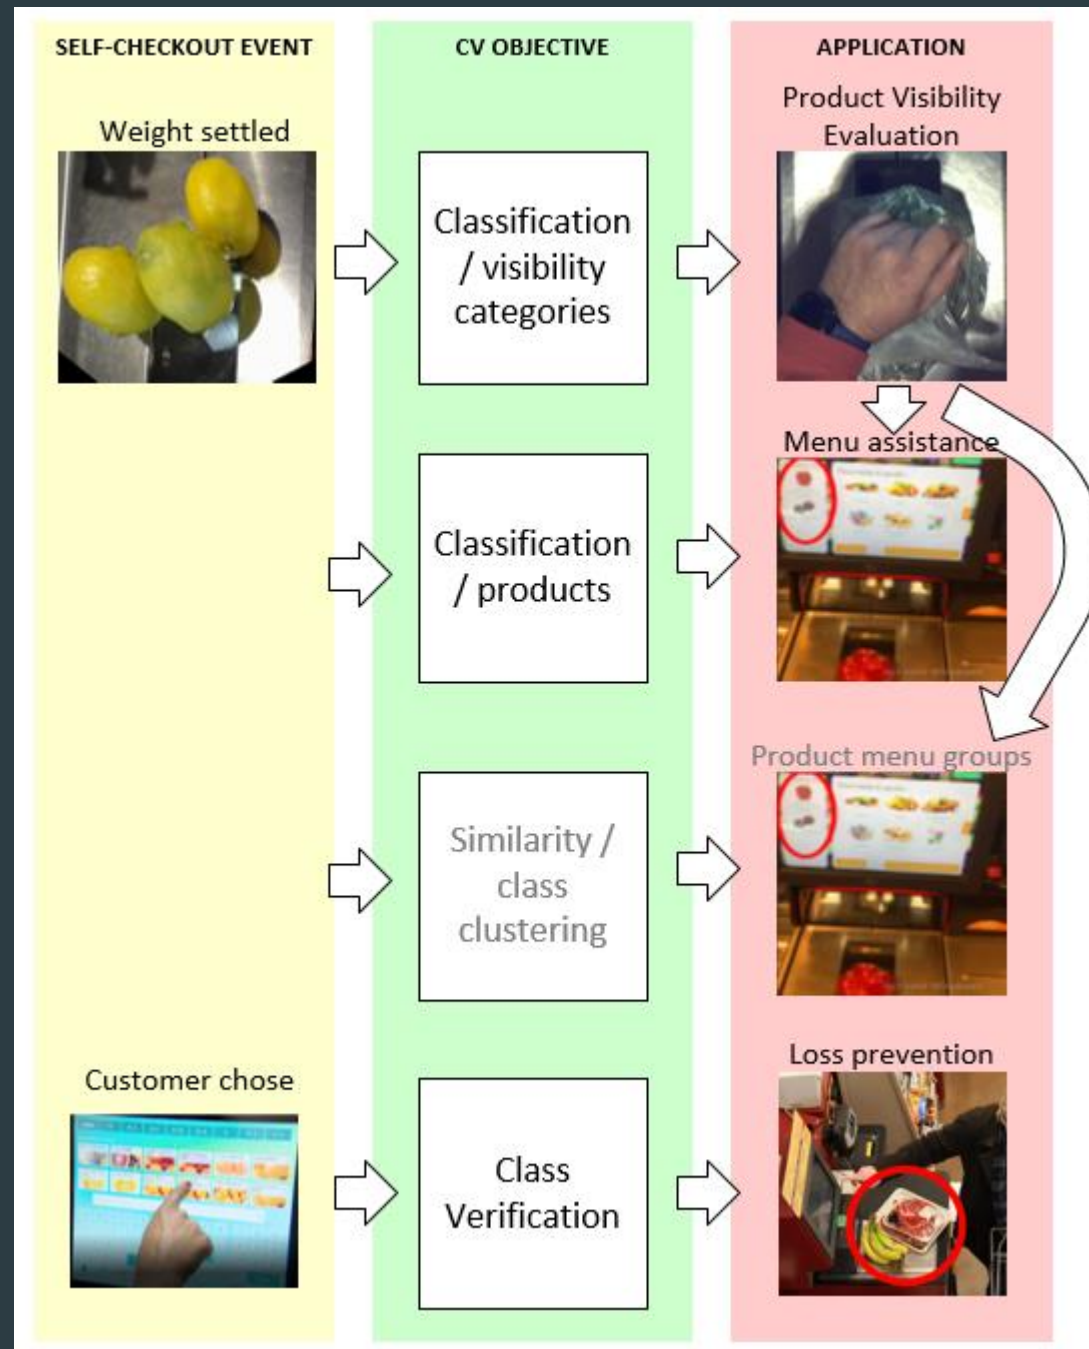 SELF-CHECKOUT EVENT
CV OBJECTIVE
APPLICATION
Weight settled
Classification
/ visibility
categories
Product Visibility
Evaluation
Classification
/ products
Menu assistance
Similarity /
class
clustering
Product menu groups
Customer chose
Class
Verification
Loss prevention